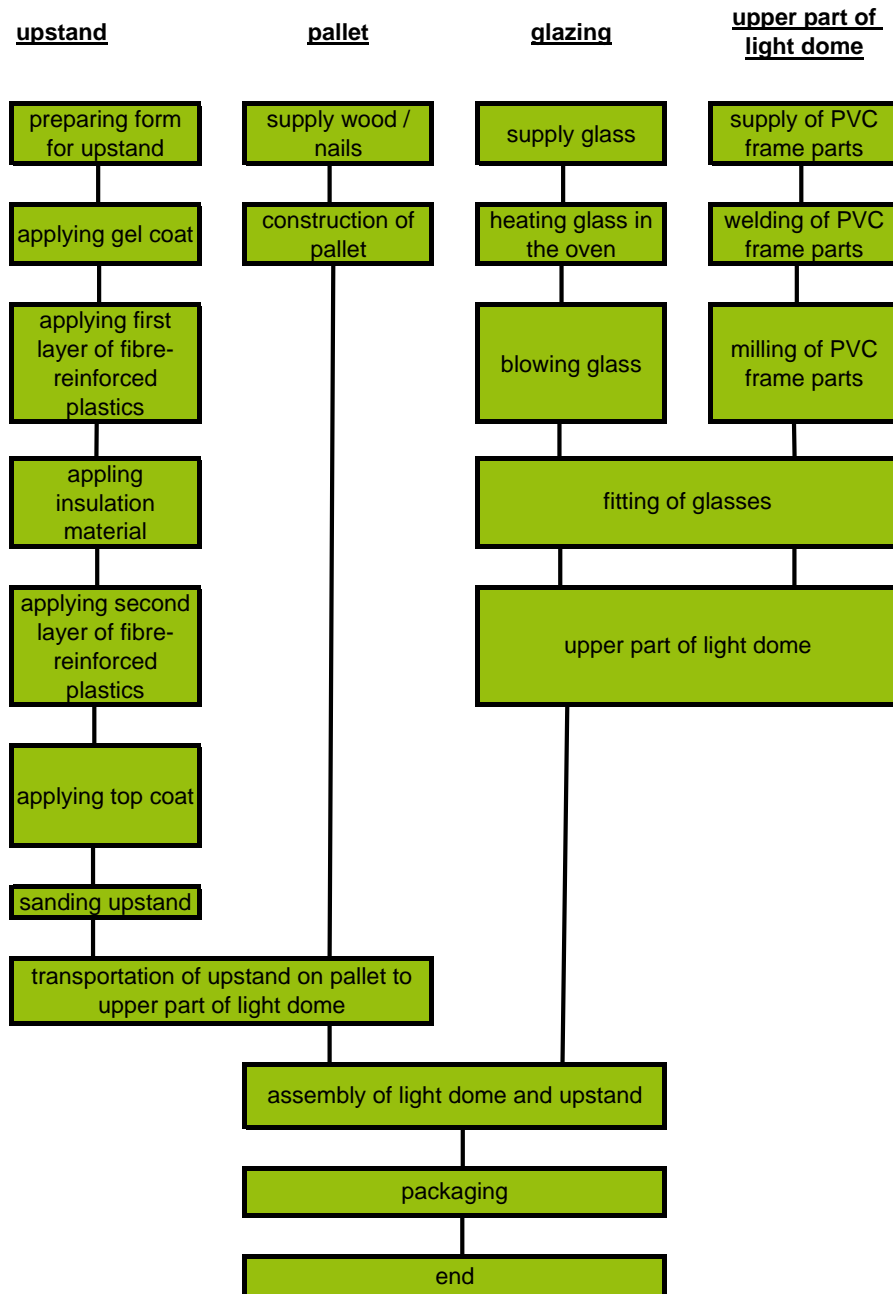 upstand
pallet
glazing
upper part of
light dome
preparing form
for upstand
supply wood /
nails
supply glass
supply of PVC
frame parts
applying gel coat
construction of
pallet
heating glass in
the oven
welding of PVC
frame parts
applying first
layer of fibre-
reinforced
plastics
blowing glass
milling of PVC
frame parts
appling
insulation
material
fitting of glasses
applying second
layer of fibre-
reinforced
plastics
upper part of light dome
applying top coat
sanding upstand
transportation of upstand on pallet to
upper part of light dome
assembly of light dome and upstand
packaging
end